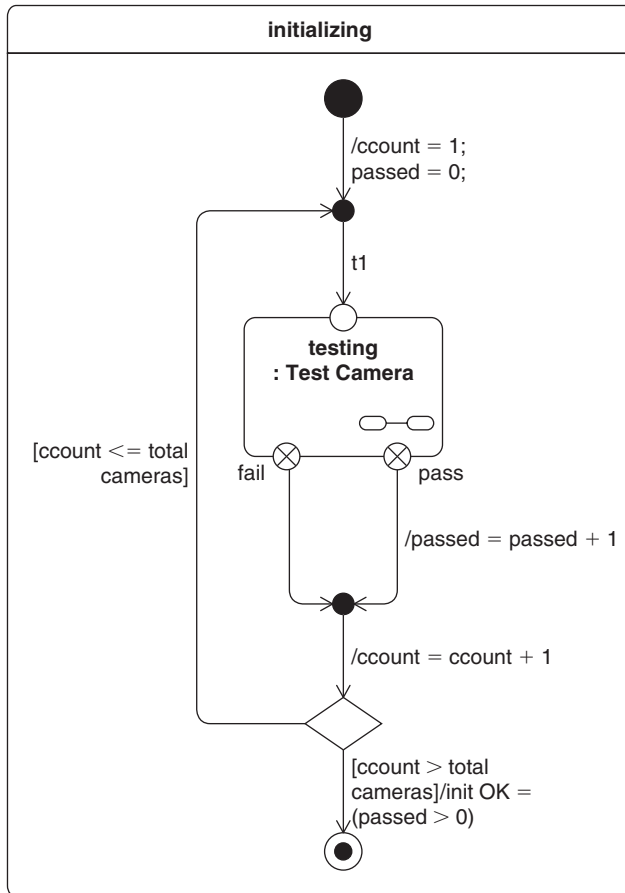 initializing
/ccount = 1;
passed = 0;
t1
testing
: Test Camera
[ccount <= total
cameras]
fail
pass
/passed = passed + 1
/ccount = ccount + 1
[ccount > total
cameras]/init OK =
(passed > 0)